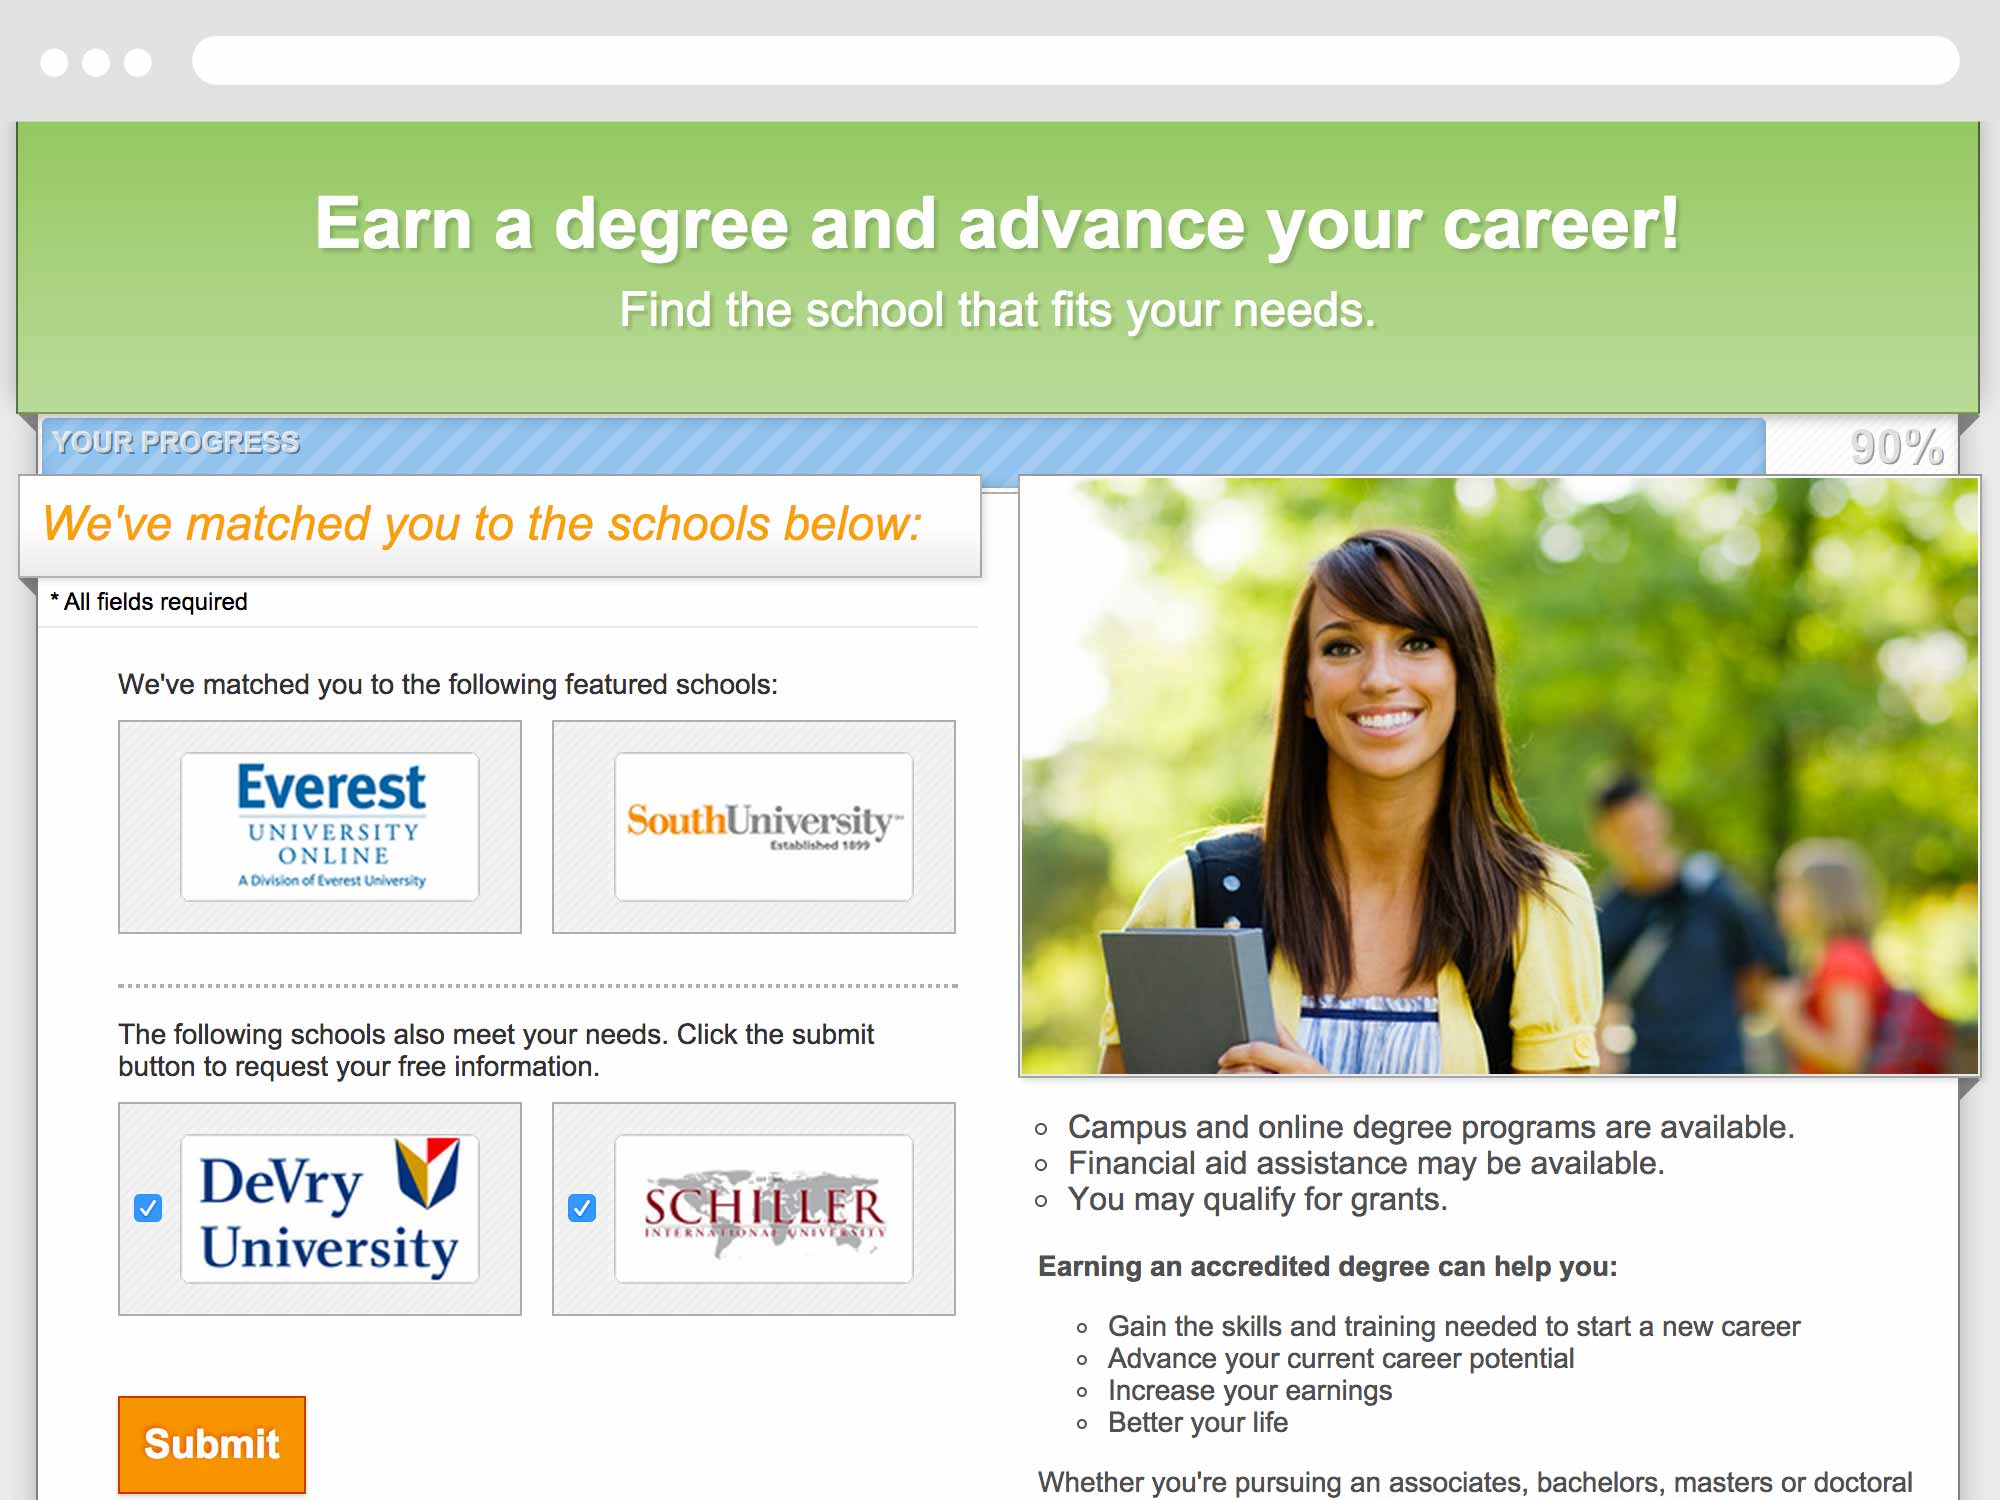 Earn a degree and advance your career!
Find the school that fits your needs.
YOUR PROGRESS
90%
We've matched you to the schools below:
* All fields required
We've matched you to the following featured schools:
Everest
UNIVERSITY
ONLINE
A Division of Everest University
SouthUniversity℠
Established 1899
The following schools also meet your needs. Click the submit
button to request your free information.
DeVry
University
SCHILLER
INTERNATIONAL UNIVERSITY
Submit
Campus and online degree programs are available.
Financial aid assistance may be available.
You may qualify for grants.
Earning an accredited degree can help you:
Gain the skills and training needed to start a new career
Advance your current career potential
Increase your earnings
Better your life
Whether you're pursuing an associates, bachelors, masters or doctoral